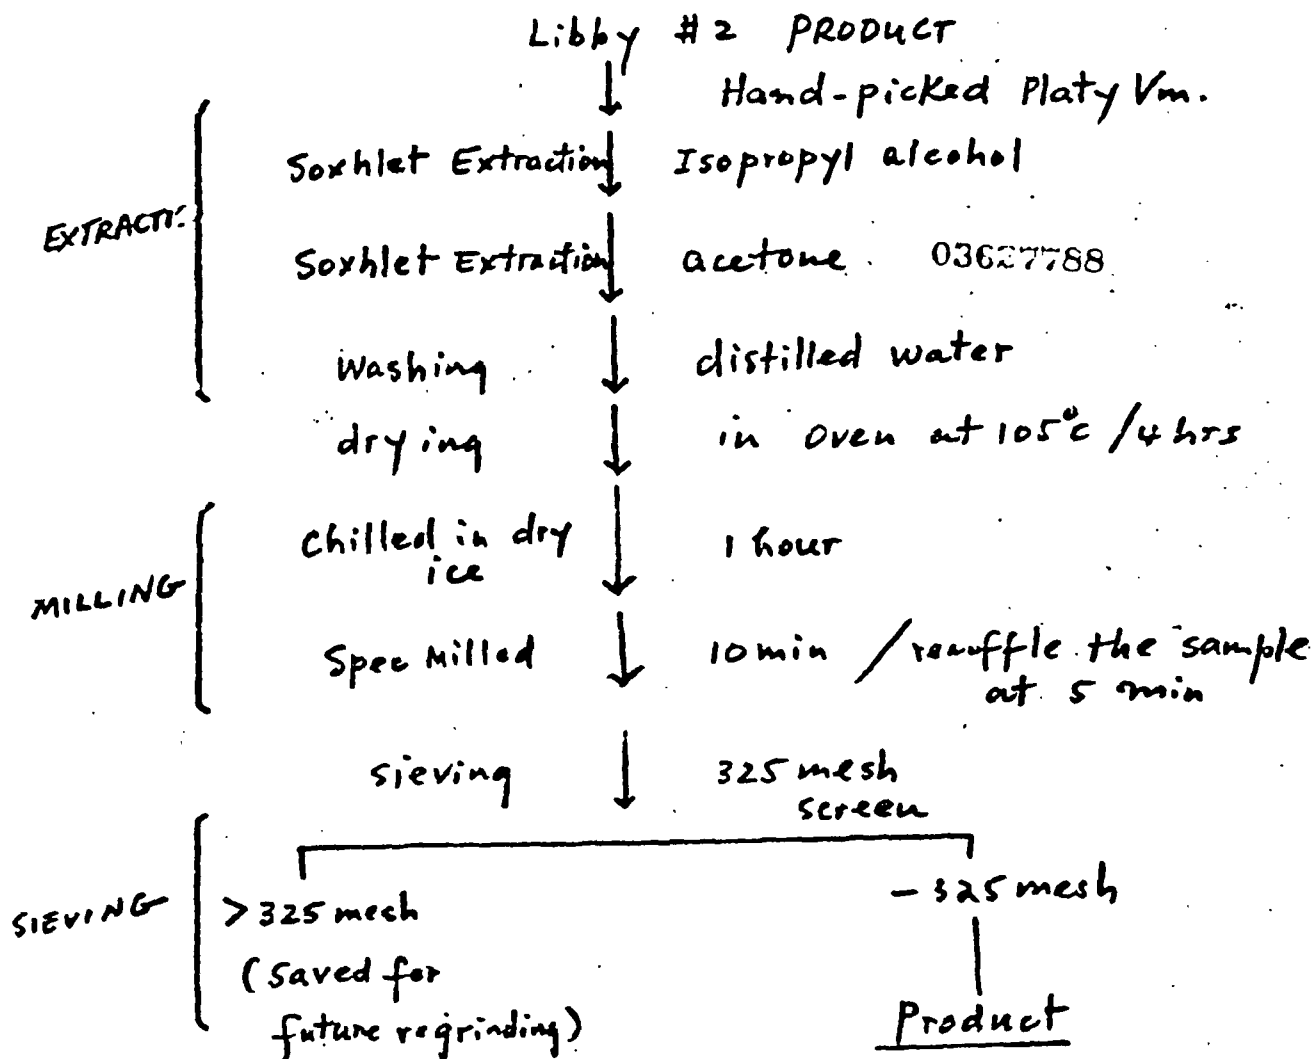 Libby #2 PRODUCT
Hand-picked Platy Vm.
Soxhlet Extraction Isopropyl alcohol
EXTRACTI
Soxhlet Extraction acetone 03627788
Washing distilled water
drying in oven at 105°c /4 hrs
Chilled in dry 1 hour
ice
MILLING
Spec Milled 10 min / the sample
at 5 min
sieving 325 mesh
screen
SIEVING >325 mesh -325 mesh
(Saved for
future regrinding) Product